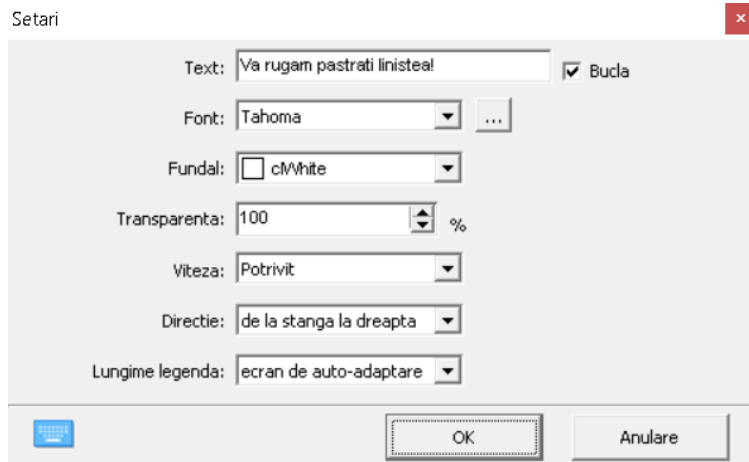 Setari
Text: Va rugam pastrati linistea! Bucla
Font: Tahoma ...
Fundal: clWhite
Transparenta: 100 %
Viteza: Potrivit
Directie: de la stanga la dreapta
Lungime legenda: ecran de auto-adaptare
OK Anulare